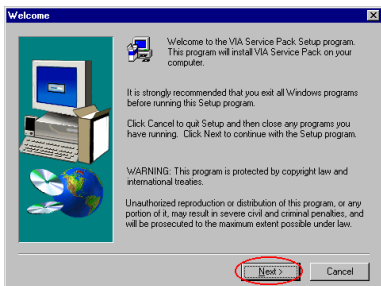 Welcome
Welcome to the VIA Service Pack Setup program.
This program will install VIA Service Pack on your
computer.
It is strongly recommended that you exit all Windows programs
before running this Setup program.
Click Cancel to quit Setup and then close any programs you
have running. Click Next to continue with the Setup program.
WARNING: This program is protected by copyright law and
international treaties.
Unauthorized reproduction or distribution of this program, or any
portion of it, may result in severe civil and criminal penalties, and
will be prosecuted to the maximum extent possible under law.
Next >
Cancel